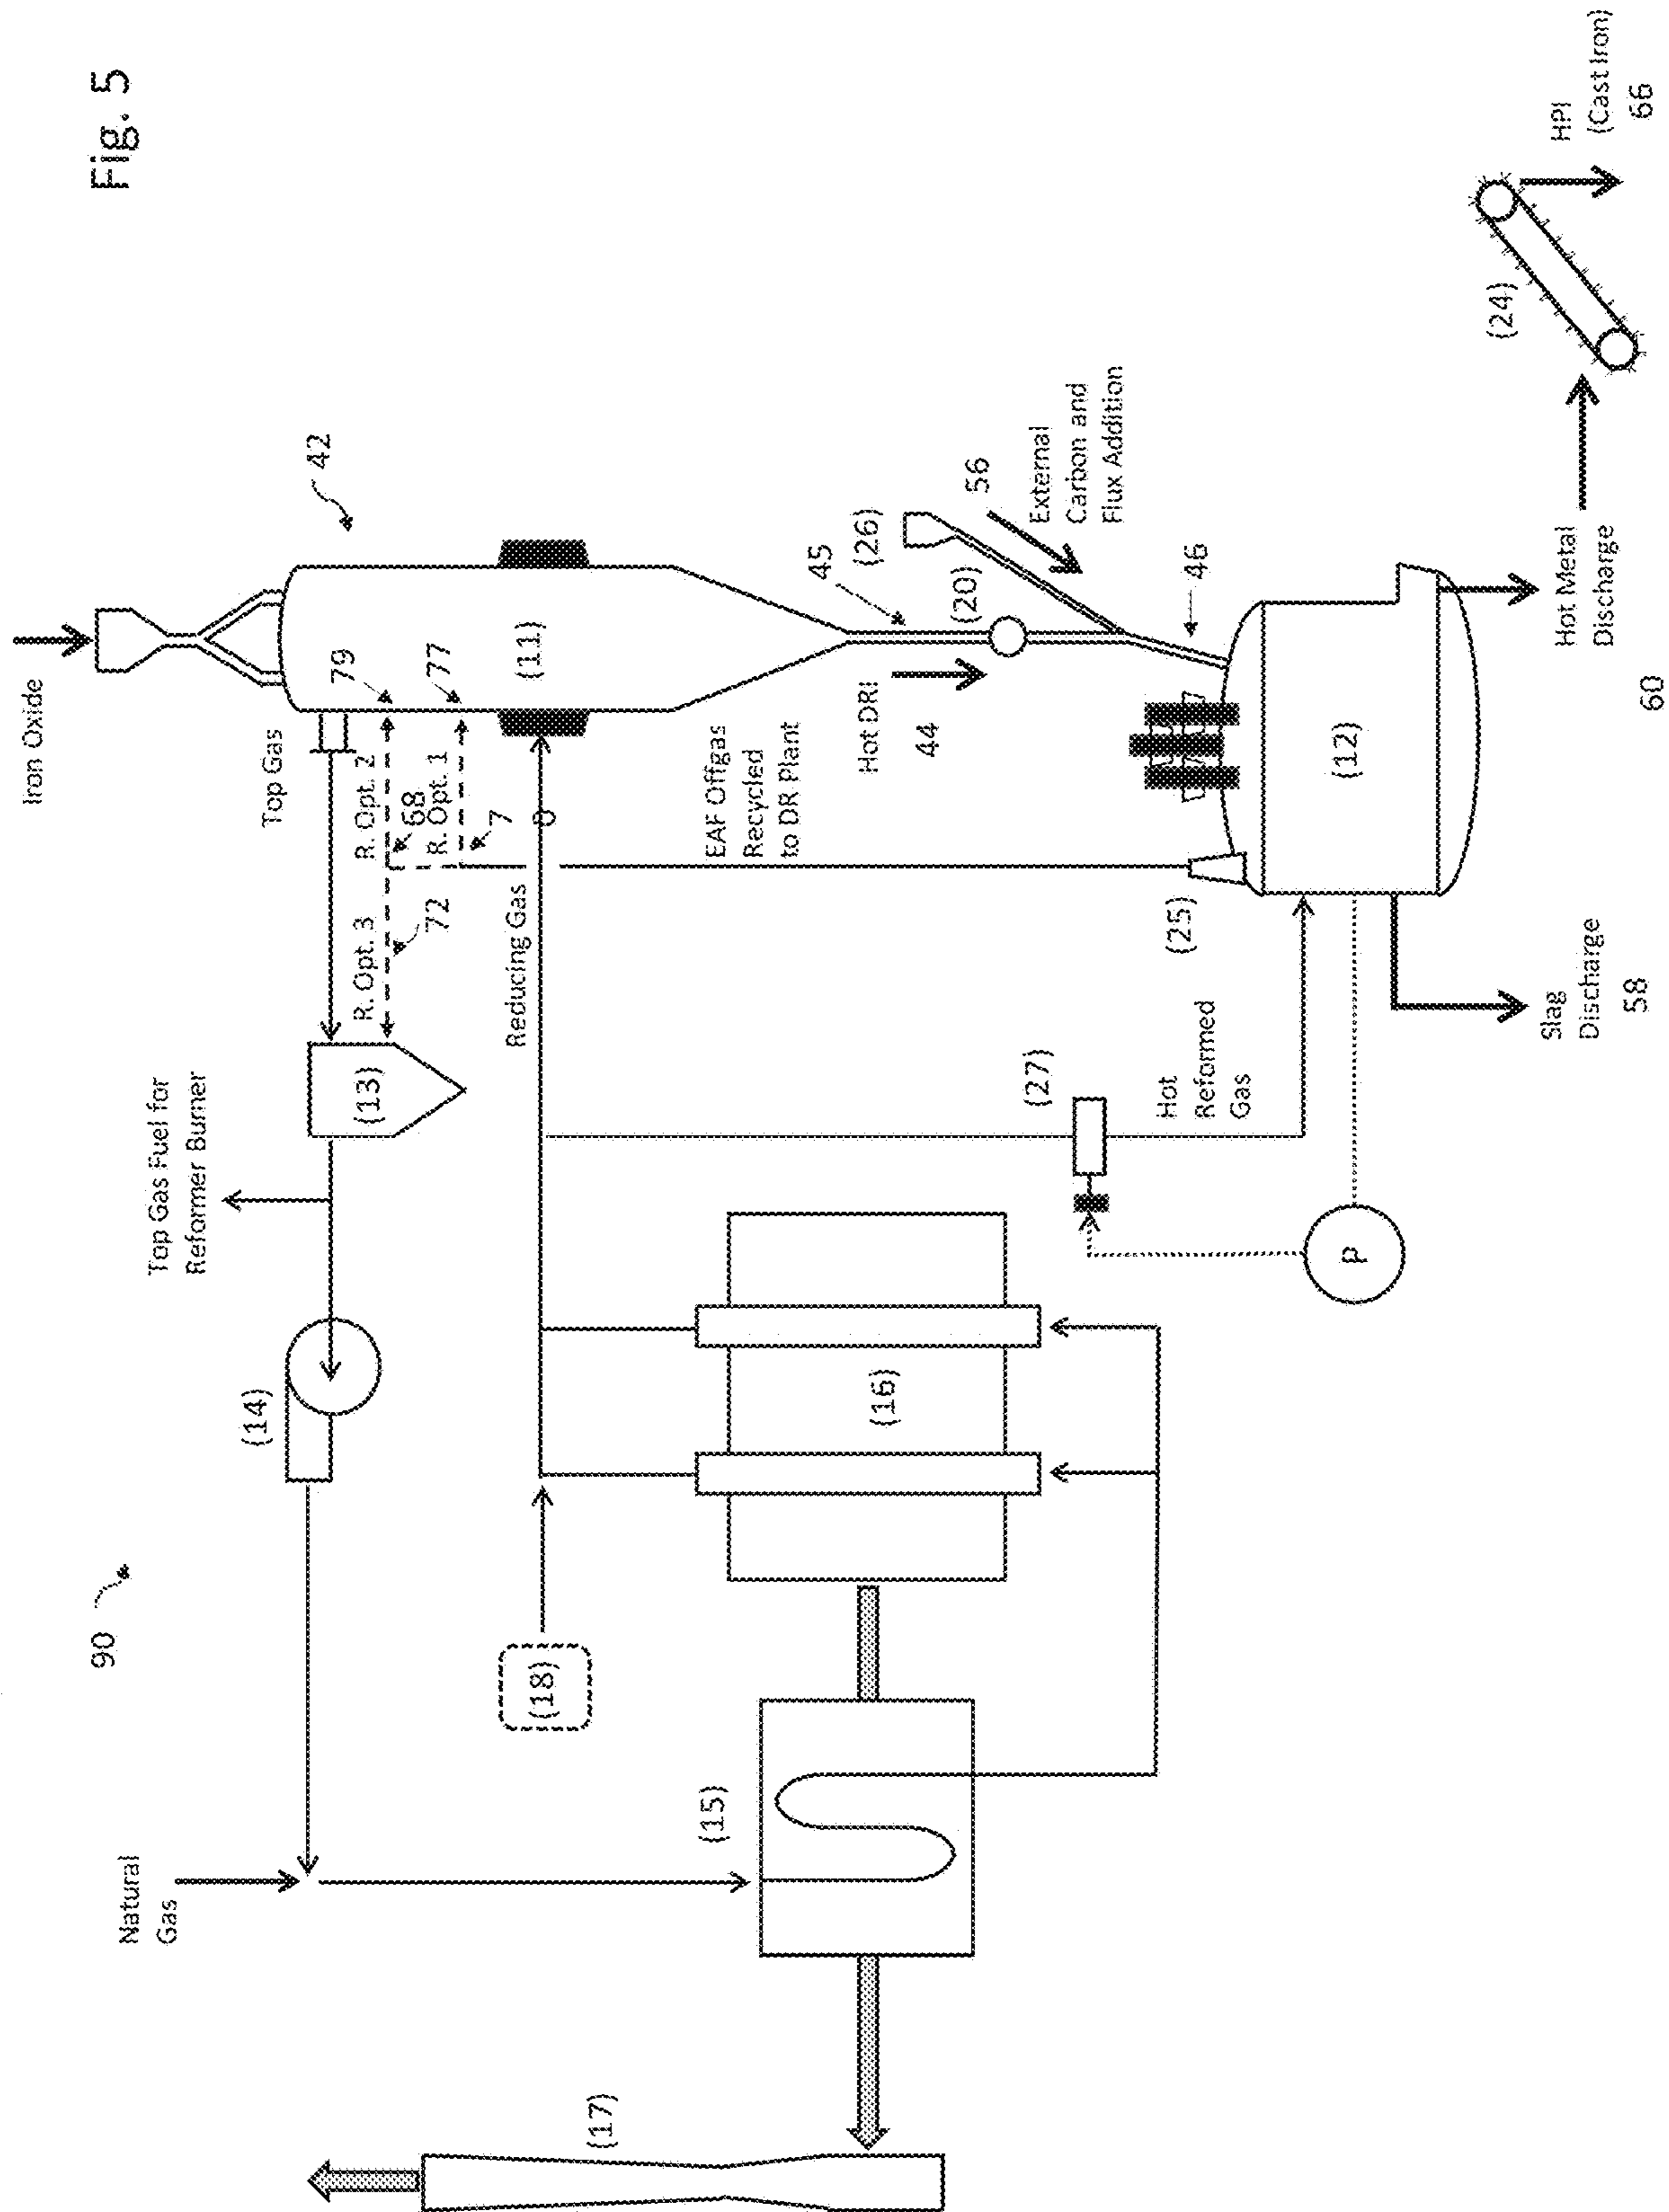 Fig. 5
90
Iron Oxide
42
Natural
Gas
Top Gas Fuel for
Reformer Burner
Top Gas
(14)
(13)
R. Opt. 3
R. Opt. 2
79
72
68
R. Opt. 1
77
7
0
(11)
Reducing Gas
(18)
(17)
(15)
(16)
EAF Offgas
Recycled
to DR Plant
Hot DRI
44
45
(20)
(26)
56
External
Carbon and
Flux Addition
46
(27)
Hot
Reformed
Gas
(25)
(12)
P
Slag
Discharge
58
Hot Metal
Discharge
60
(24)
HPI
(Cast Iron)
66